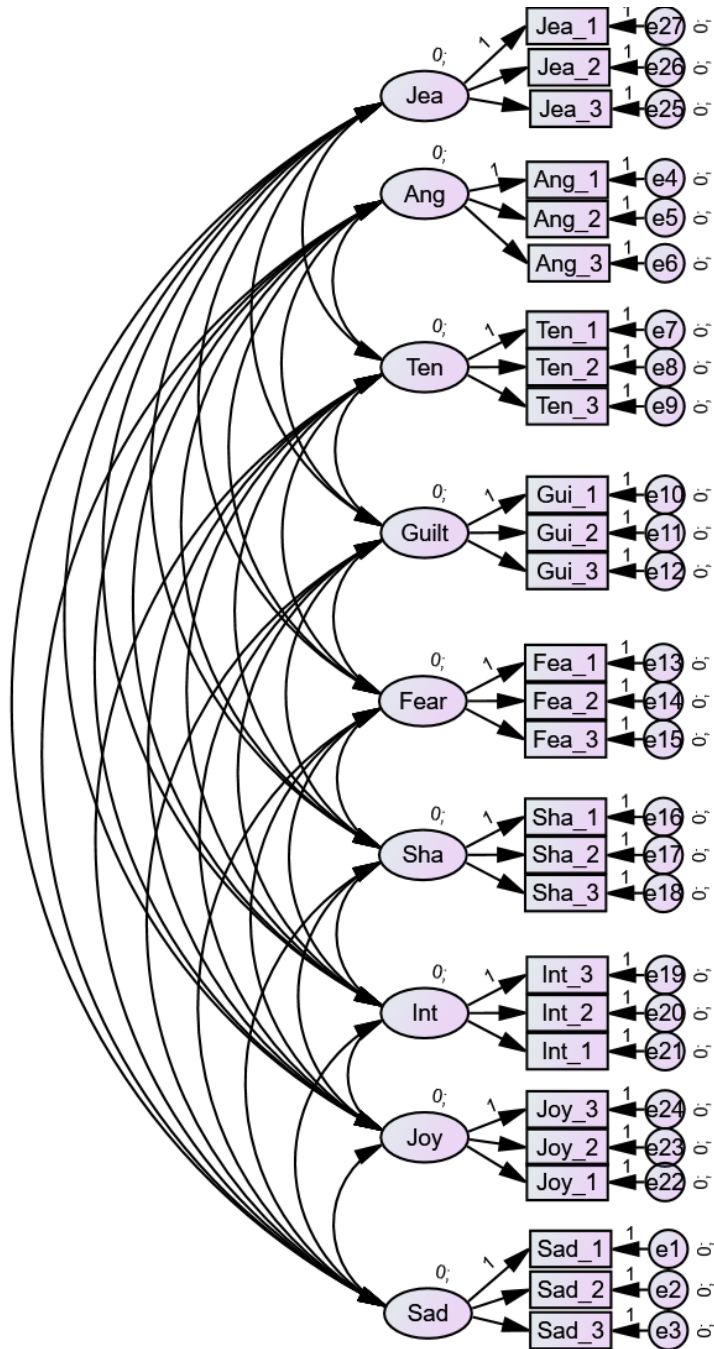 Jea_1 1 e27 0;
0; 1
Jea_2 1 e26 0;
Jea
Jea_3 1 e25 0;
0;
1 Ang_1 1 e4 0;
Ang
Ang_2 1 e5 0;
Ang_3 1 e6 0;
0; 1 Ten_1 1 e7 0;
Ten Ten_2 1 e8 0;
Ten_3 1 e9 0;
0; 1 Gui_1 1 e10 0;
Guilt Gui_2 1 e11 0;
Gui_3 1 e12 0;
0; 1 Fea_1 1 e13 0;
Fear Fea_2 1 e14 0;
Fea_3 1 e15 0;
0; 1 Sha_1 1 e16 0;
Sha Sha_2 1 e17 0;
Sha_3 1 e18 0;
0; 1 Int_3 1 e19 0;
Int Int_2 1 e20 0;
Int_1 1 e21 0;
0; 1 Joy_3 1 e24 0;
Joy Joy_2 1 e23 0;
Joy_1 1 e22 0;
0; 1 Sad_1 1 e1 0;
Sad_2 1 e2 0;
Sad
Sad_3 1 e3 0;